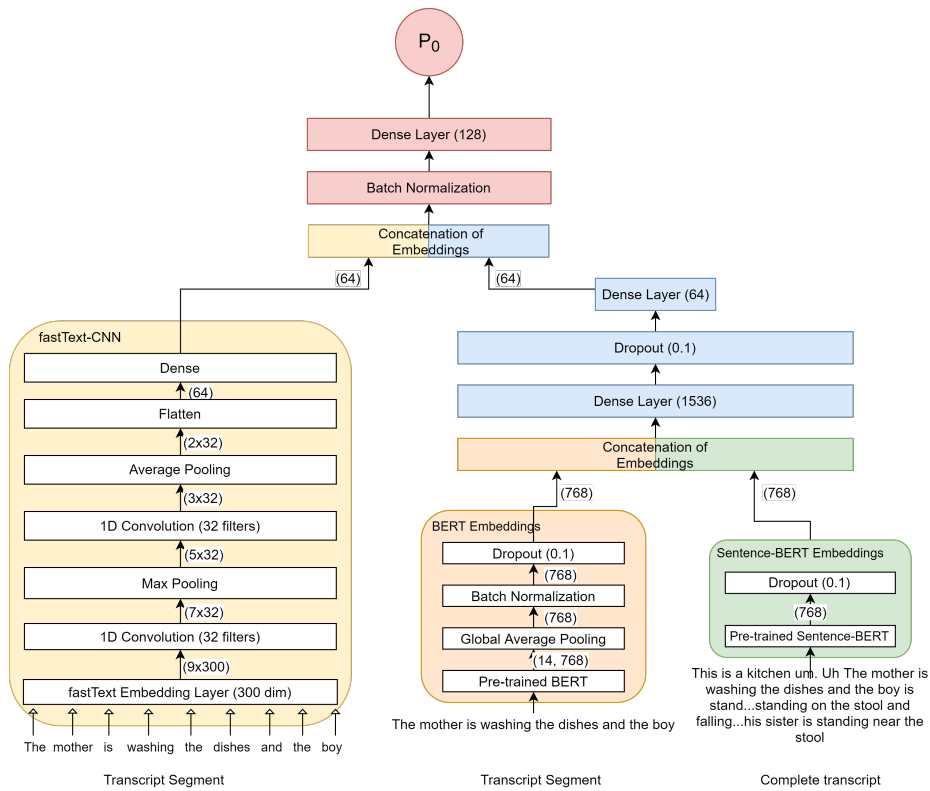 P0
Dense Layer (128)
Batch Normalization
Concatenation of
Embeddings
(64)
(64)
Dense Layer (64)
Dropout (0.1)
Dense Layer (1536)
Concatenation of
Embeddings
(768)
(768)
fastText-CNN
Dense
(64)
Flatten
(2x32)
Average Pooling
(3x32)
1D Convolution (32 filters)
(5x32)
Max Pooling
(7x32)
1D Convolution (32 filters)
(9x300)
fastText Embedding Layer (300 dim)
The mother is washing the dishes and the boy
Transcript Segment
BERT Embeddings
Dropout (0.1)
(768)
Batch Normalization
(768)
Global Average Pooling
(14, 768)
Pre-trained BERT
The mother is washing the dishes and the boy
Transcript Segment
Sentence-BERT Embeddings
Dropout (0.1)
(768)
Pre-trained Sentence-BERT
This is a kitchen um. Uh The mother is
washing the dishes and the boy is
stand...standing on the stool and
falling...his sister is standing near the
stool
Complete transcript